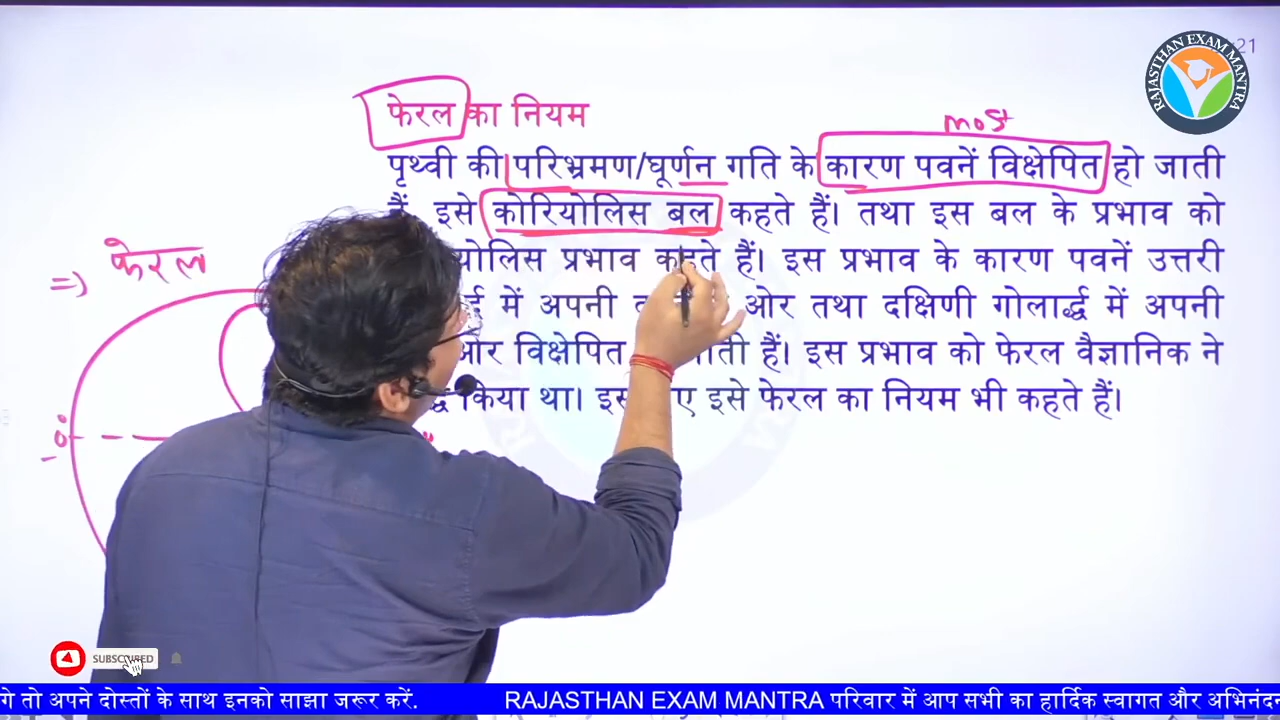 21
RAJASTHAN EXAM MANTRA
फेरल का नियम
most
पृथ्वी की परिभ्रमण/घूर्णन गति के कारण पवनें विक्षेपित हो जाती
हैं इसे कोरियोलिस बल कहते हैं। तथा इस बल के प्रभाव को
प्रभाव कहते हैं। इस प्रभाव के कारण पवनें उत्तरी
में अपनी ओर तथा दक्षिणी गोलार्द्ध में अपनी
ओर विक्षेपित हैं। इस प्रभाव को फेरल वैज्ञानिक ने
किया था। इसे फेरल का नियम भी कहते हैं।
=> फेरल
0°
SUBSCRIBED
गे तो अपने दोस्तों के साथ इनको साझा जरूर करें. RAJASTHAN EXAM MANTRA परिवार में आप सभी का हार्दिक स्वागत और